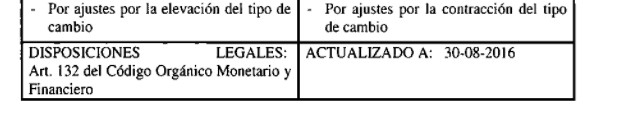 - Por ajustes por la elevación del tipo de cambio
- Por ajustes por la contracción del tipo de cambio
DISPOSICIONES LEGALES:
Art. 132 del Código Orgánico Monetario y
Financiero
ACTUALIZADO A: 30-08-2016